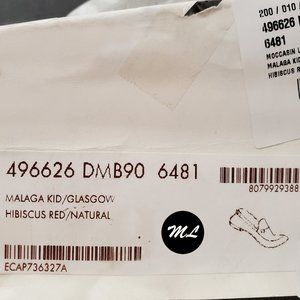 200 / 010
496626
6481
MOCCASIN L
MALAGA KID
HIBISCUS RE
496626 DMB90 6481
MALAGA KID/GLASGOW
HIBISCUS RED/NATURAL
ML
8079929388
ECAP736327A